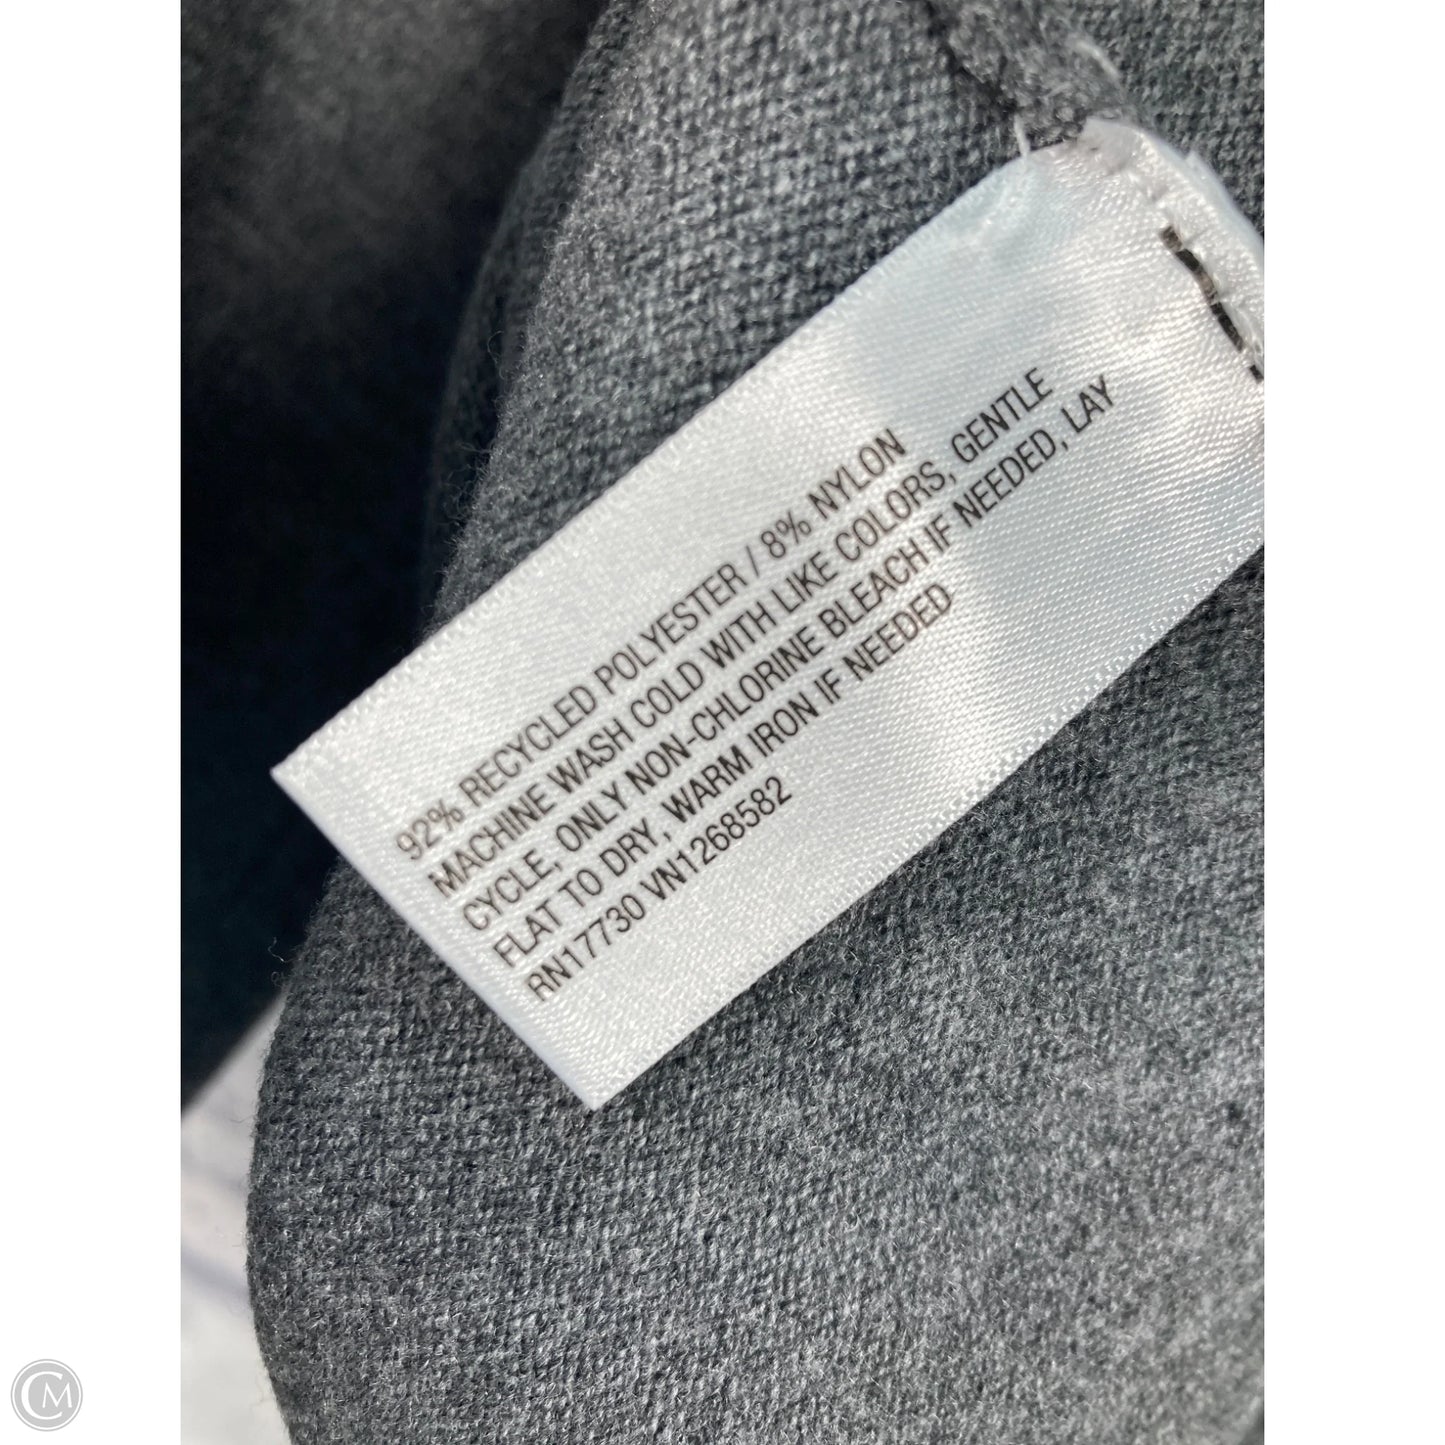 92% RECYCLED POLYESTER / 8% NYLON
MACHINE WASH COLD WITH LIKE COLORS, GENTLE
CYCLE, ONLY NON-CHLORINE BLEACH IF NEEDED, LAY
FLAT TO DRY, WARM IRON IF NEEDED
RN17730 VN1268582
CM